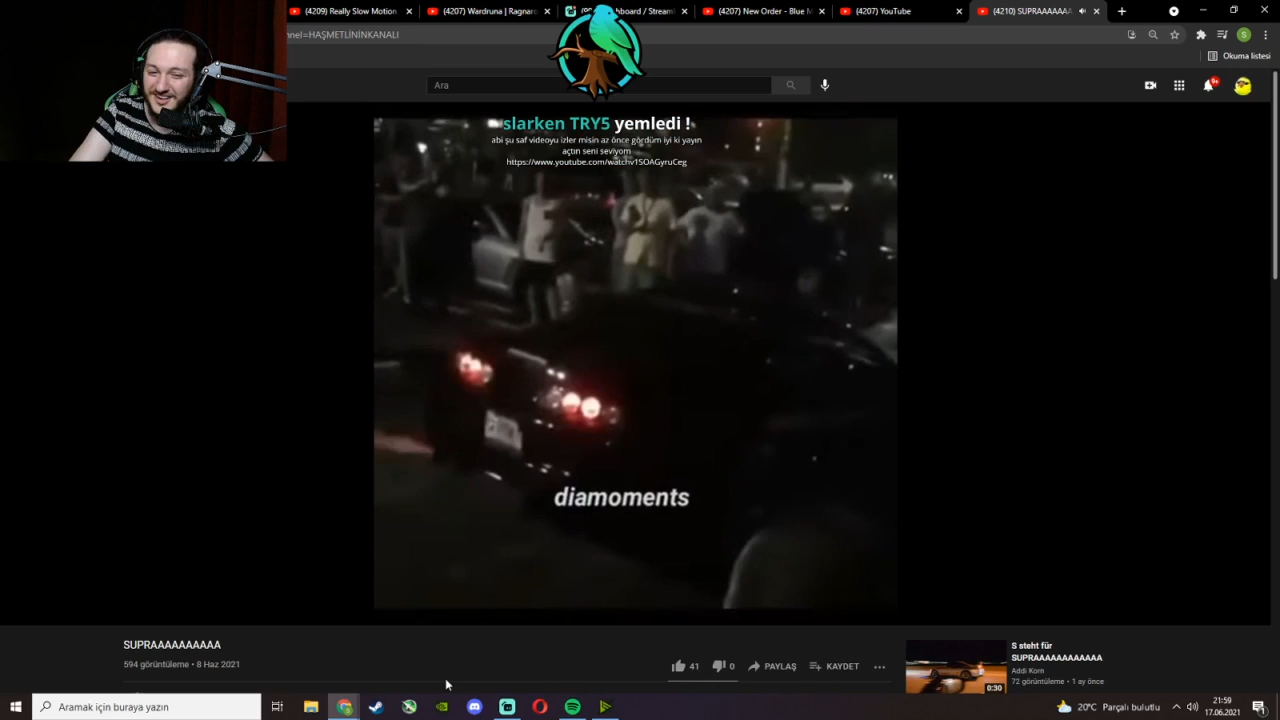 (4209) Really Slow Motion
(4207) Wardruna | Ragnaro
(4207) New Order - Blue M
(4207) YouTube
(4210) SUPRAAAAAAA
nnel=HAŞMETLİNİNKANALI
S
Okuma listesi
Ara
9+
slarken TRY5 yemledi !
abi şu saf videoyu izler misin az önce gördüm iyi ki yayın
açtın seni seviyom
https://www.youtube.com/watchv1SOAGyruCeg
diamoments
SUPRAAAAAAAAAA
594 görüntüleme • 8 Haz 2021
41
0
PAYLAŞ
KAYDET
S steht für
SUPRAAAAAAAAAAAA
Addi Korn
72 görüntüleme • 1 ay önce
0:30
Aramak için buraya yazın
20°C Parçalı bulutlu
21:59
17.06.2021